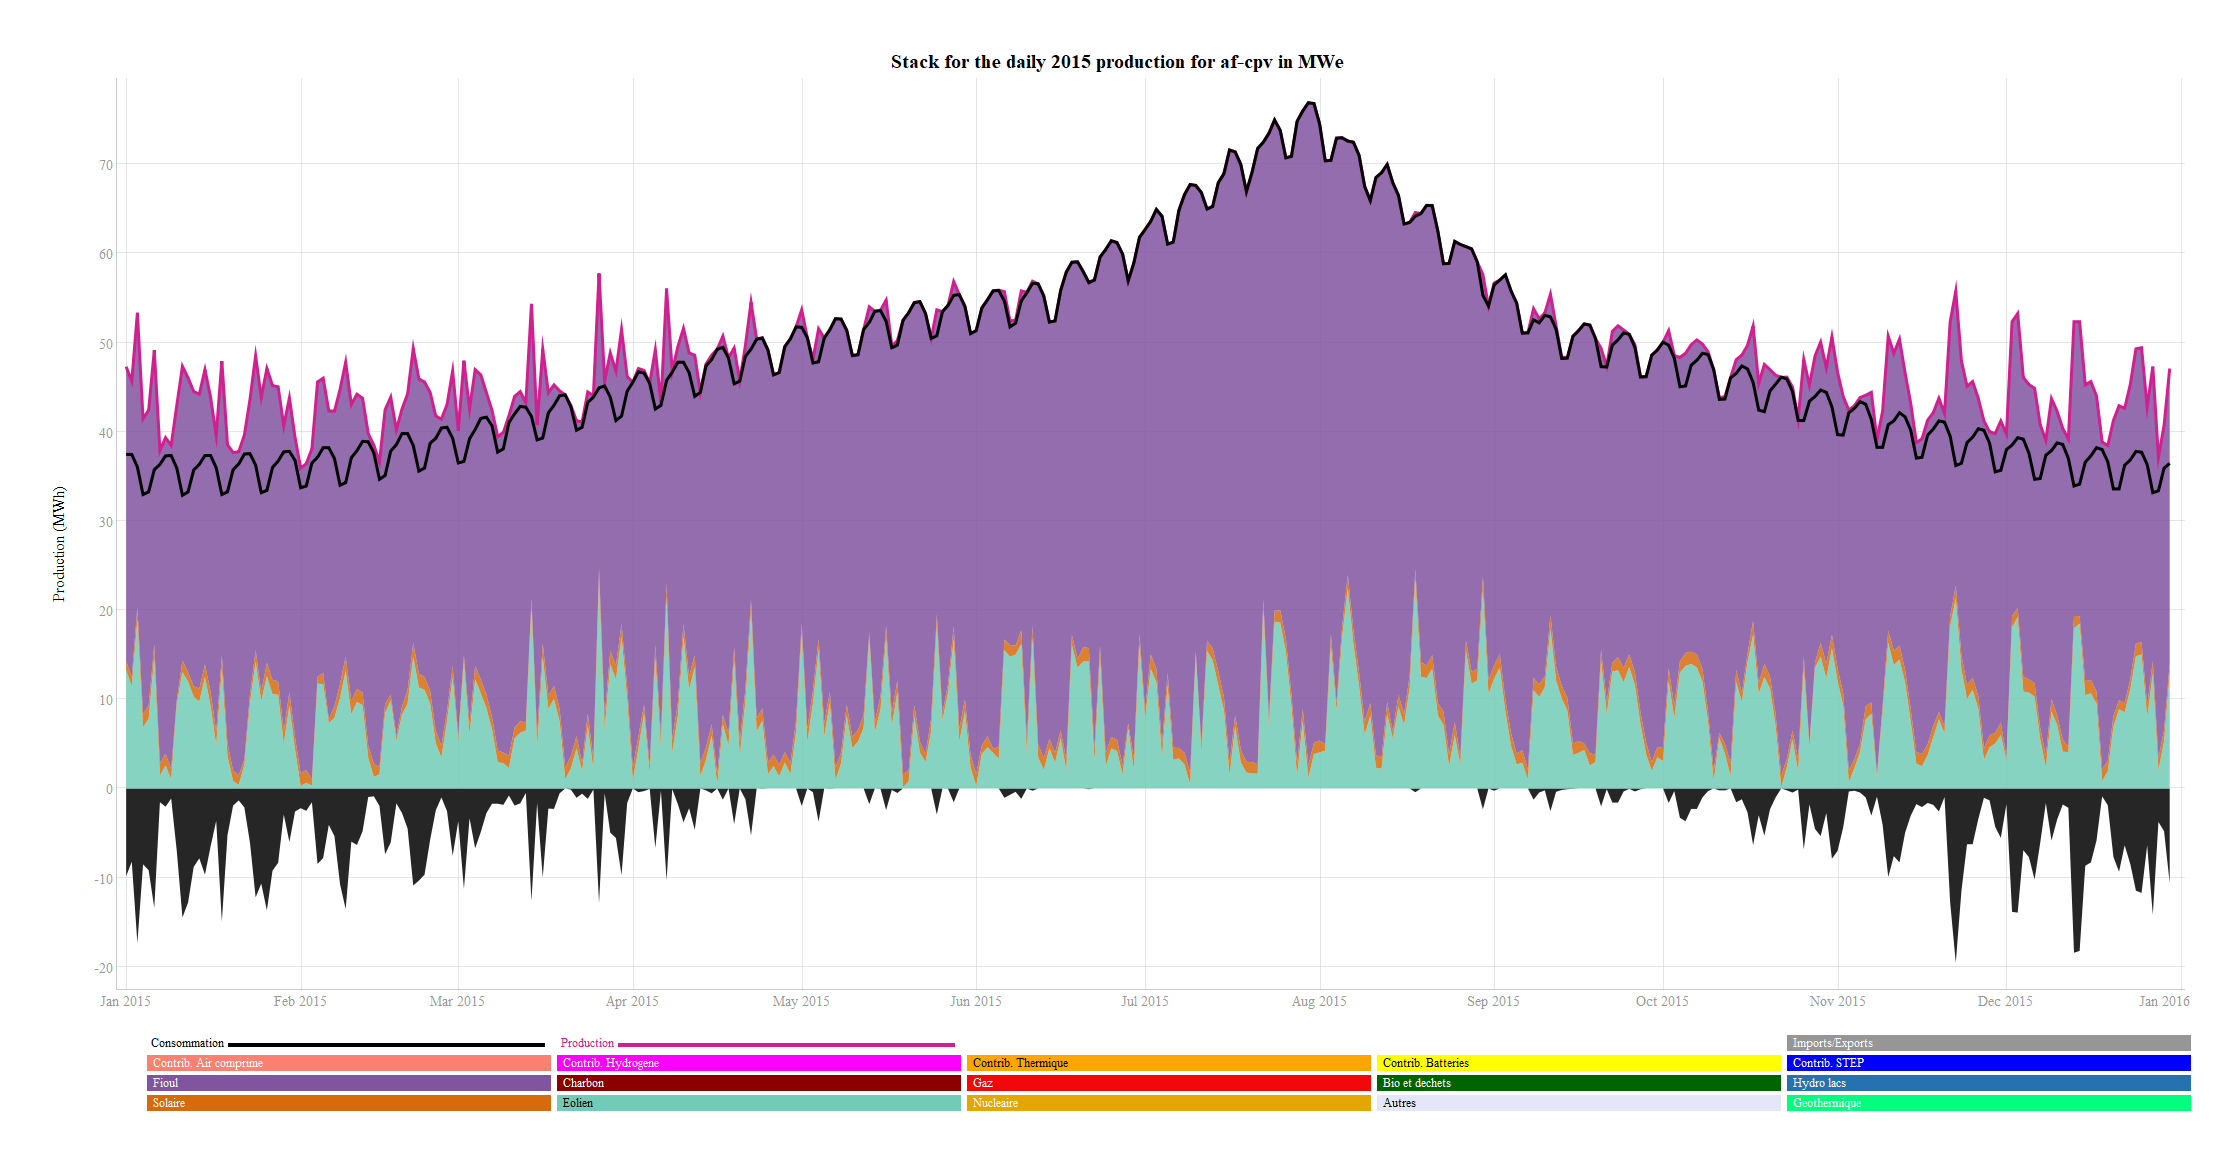 Stack for the daily 2015 production for af-cpv in MWe
Production (MWh)
70
60
50
40
30
20
10
0
-10
-20
Jan 2015 Feb 2015 Mar 2015 Apr 2015 May 2015 Jun 2015 Jul 2015 Aug 2015 Sep 2015 Oct 2015 Nov 2015 Dec 2015 Jan 2016
Consommation Production Imports/Exports
Contrib. Air comprime Contrib. Hydrogene Contrib. Thermique Contrib. Batteries Contrib. STEP
Fioul Charbon Gaz Bio et dechets Hydro lacs
Solaire Eolien Nucleaire Autres Geothermique